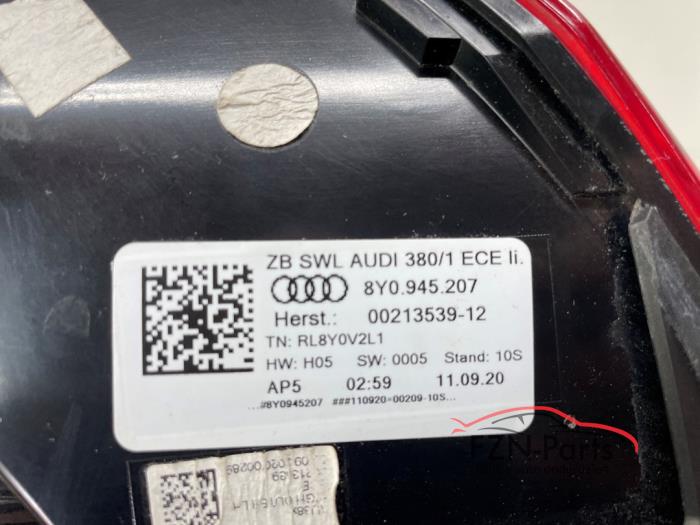 ZB SWL AUDI 380/1 ECE li.
8Y0.945.207
Herst.: 00213539-12
TN: RL8Y0V2L1
HW: H05 SW: 0005 Stand: 10S
AP5 02:59 11.09.20
...#8Y0945207 ###110920=00209-10S...
FZN-Parts